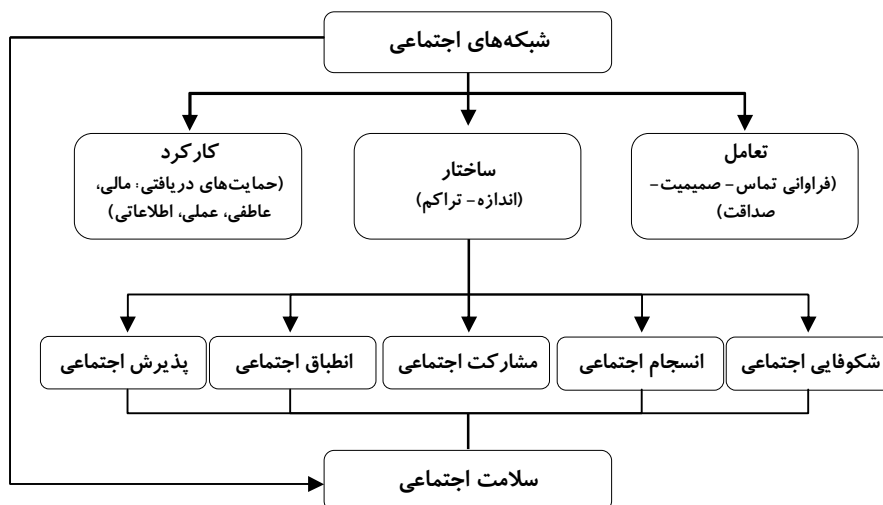 شبکه‌های اجتماعی
تعامل
(فراوانی تماس- صمیمیت-
صداقت)
ساختار
(اندازه- تراکم)
کارکرد
(حمایت‌های دریافتی: مالی،
عاطفی، عملی، اطلاعاتی)
شکوفایی اجتماعی
انسجام اجتماعی
مشارکت اجتماعی
انطباق اجتماعی
پذیرش اجتماعی
سلامت اجتماعی